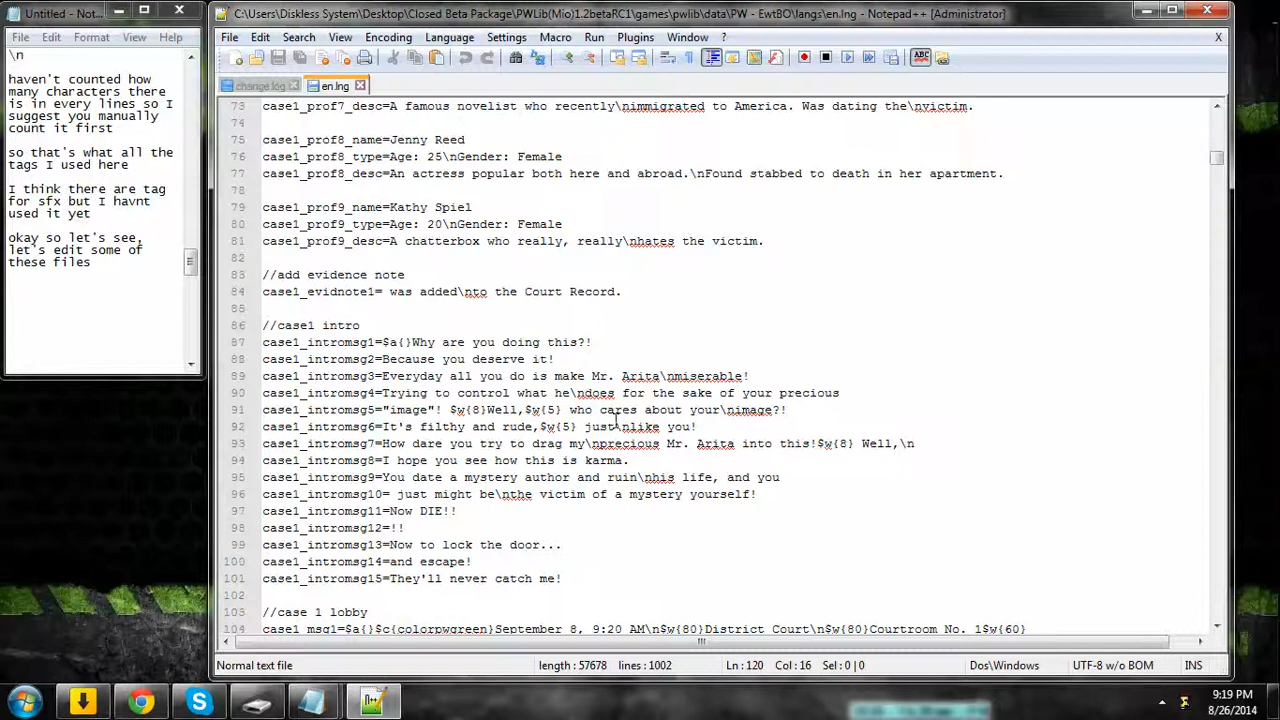 Untitled - Not...
File Edit Format View Help
\n
haven't counted how
many characters there
is in every lines so I
suggest you manually
count it first
so that's what all the
tags I used here
I think there are tag
for sfx but I havnt
used it yet
okay so let's see,
let's edit some of
these files
C:\Users\Diskless System\Desktop\Closed Beta Package\PWLib(Mio)1.2betaRC1\games\pwlib\data\PW - EwtBO\langs\en.lng - Notepad++ [Administrator]
File Edit Search View Encoding Language Settings Macro Run Plugins Window ? X
change.log en.lng
73 case1_prof7_desc=A famous novelist who recently\nimmigrated to America. Was dating the\nvictim.
74
75 case1_prof8_name=Jenny Reed
76 case1_prof8_type=Age: 25\nGender: Female
77 case1_prof8_desc=An actress popular both here and abroad.\nFound stabbed to death in her apartment.
78
79 case1_prof9_name=Kathy Spiel
80 case1_prof9_type=Age: 20\nGender: Female
81 case1_prof9_desc=A chatterbox who really, really\nhates the victim.
82
83 //add evidence note
84 case1_evidnote1= was added\nto the Court Record.
85
86 //case1 intro
87 case1_intromsg1=$a{}Why are you doing this?!
88 case1_intromsg2=Because you deserve it!
89 case1_intromsg3=Everyday all you do is make Mr. Arita\nmiserable!
90 case1_intromsg4=Trying to control what he\ndoes for the sake of your precious
91 case1_intromsg5="image"! $w{8}Well,$w{5} who cares about your\nimage?!
92 case1_intromsg6=It's filthy and rude,$w{5} just\nlike you!
93 case1_intromsg7=How dare you try to drag my\nprecious Mr. Arita into this!$w{8} Well,\n
94 case1_intromsg8=I hope you see how this is karma.
95 case1_intromsg9=You date a mystery author and ruin\nhis life, and you
96 case1_intromsg10= just might be\nthe victim of a mystery yourself!
97 case1_intromsg11=Now DIE!!
98 case1_intromsg12=!!
99 case1_intromsg13=Now to lock the door...
100 case1_intromsg14=and escape!
101 case1_intromsg15=They'll never catch me!
102
103 //case 1 lobby
104 case1_msg1=$a{}$c{colorpwgreen}September 8, 9:20 AM\n$w{80}District Court\n$w{80}Courtroom No. 1$w{60}
Normal text file length : 57678 lines : 1002 Ln : 120 Col : 16 Sel : 0 | 0 Dos\Windows UTF-8 w/o BOM INS
9:19 PM
8/26/2014